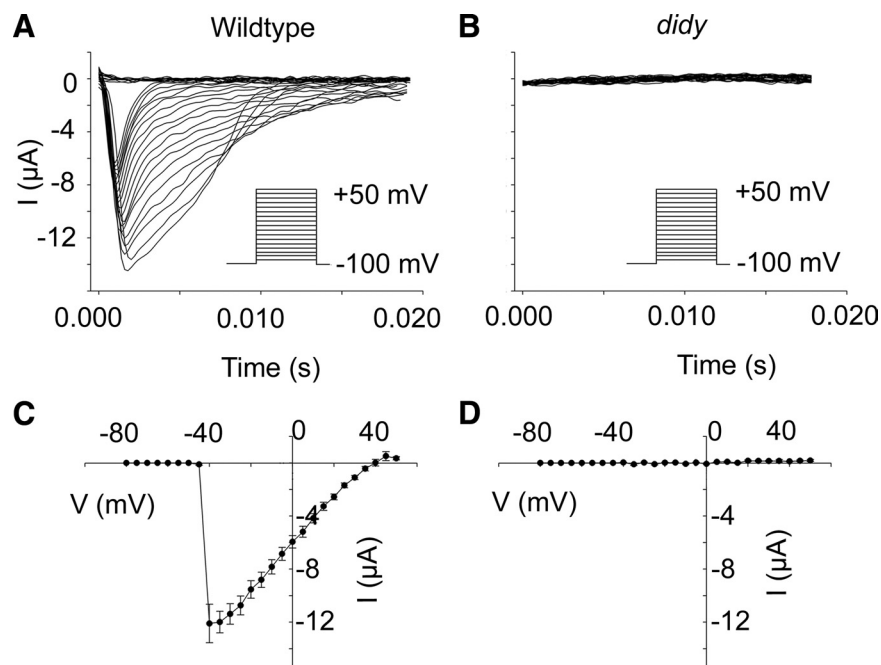 A Wildtype
0
-4
-8
-12
I (µA)
+50 mV
-100 mV
0.000 0.010 0.020
Time (s)
B didy
+50 mV
-100 mV
0.000 0.010 0.020
Time (s)
C
-80 -40 0 40
V (mV)
-4
-8
-12
I (µA)
D
-80 -40 0 40
V (mV)
-4
-8
-12
I (µA)